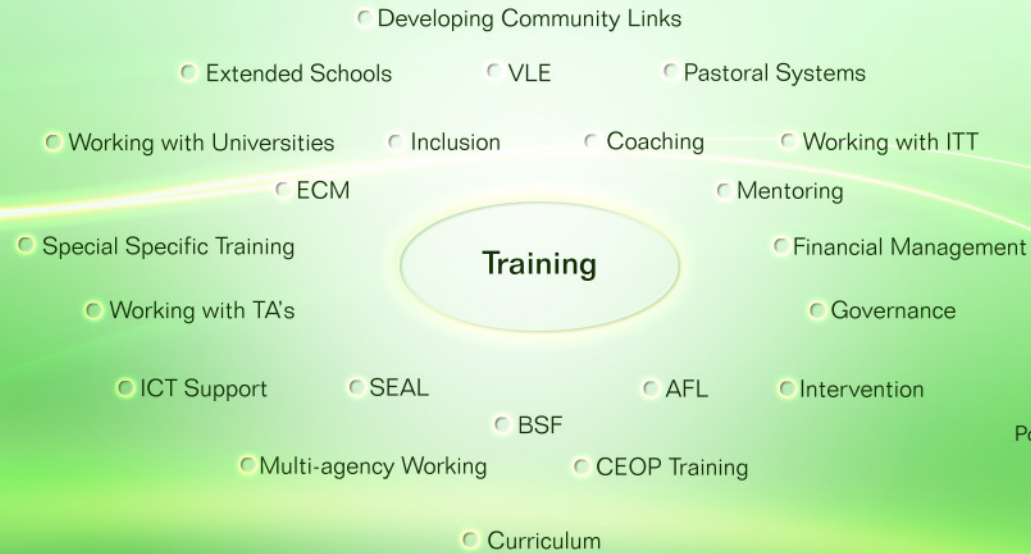 Developing Community Links
Extended Schools
VLE
Pastoral Systems
Working with Universities
Inclusion
Coaching
Working with ITT
ECM
Mentoring
Special Specific Training
Training
Financial Management
Working with TA's
Governance
ICT Support
SEAL
AFL
Intervention
BSF
Multi-agency Working
CEOP Training
Curriculum